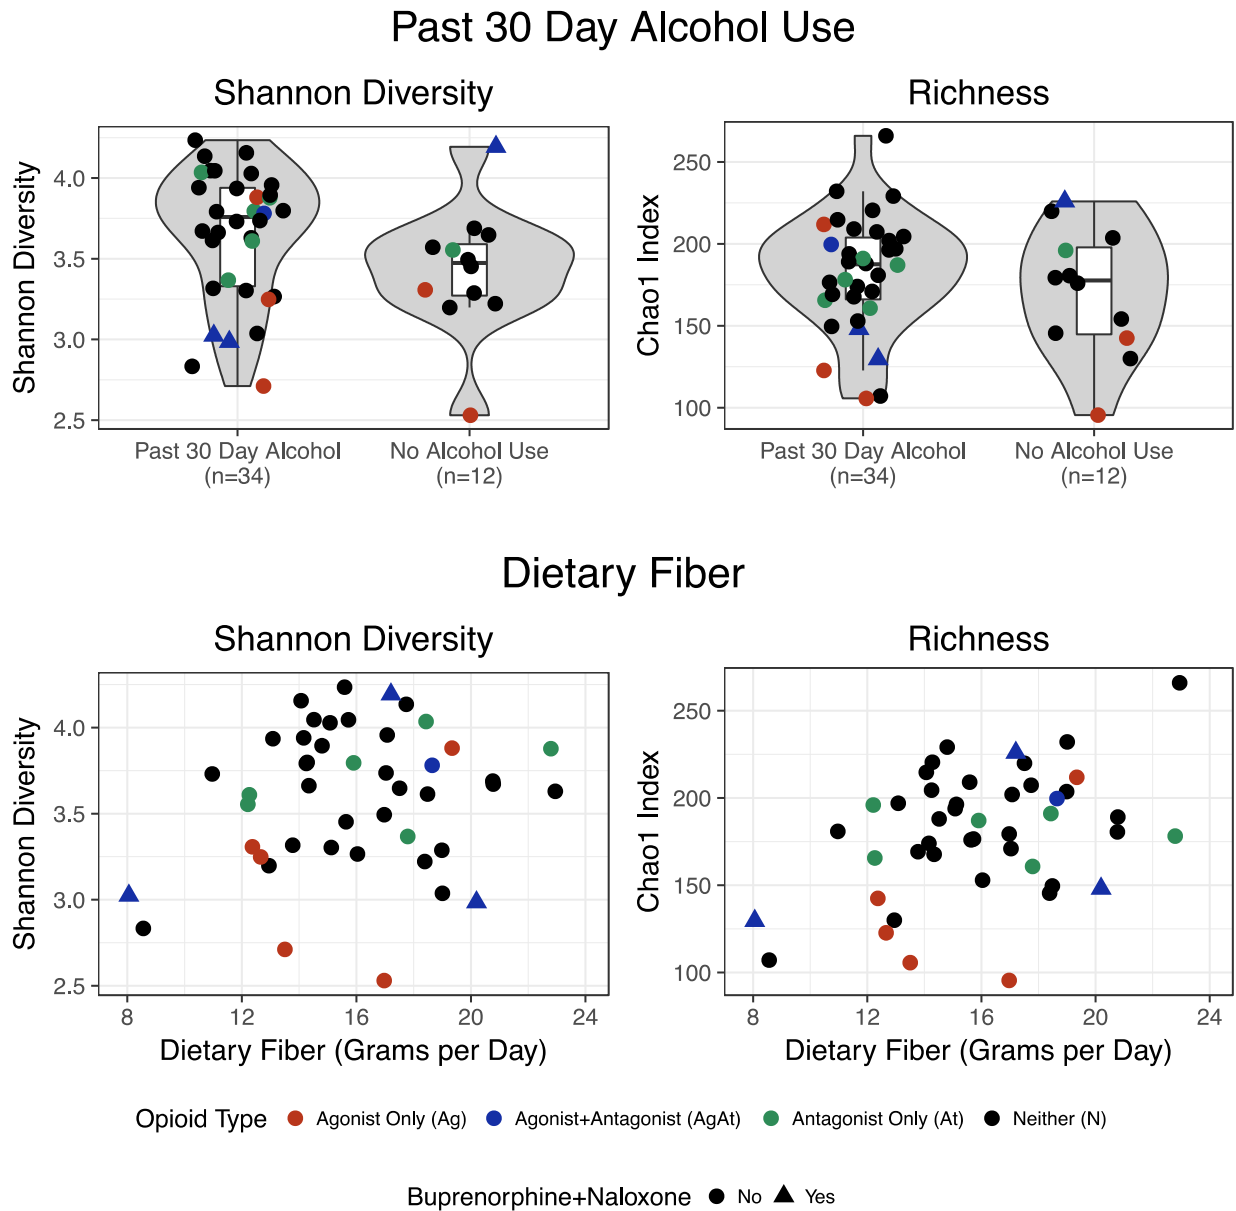 Past 30 Day Alcohol Use
Shannon Diversity
Richness
Shannon Diversity
4.0
3.5
3.0
2.5
Past 30 Day Alcohol
(n=34)
No Alcohol Use
(n=12)
Chao1 Index
250
200
150
100
Past 30 Day Alcohol
(n=34)
No Alcohol Use
(n=12)
Dietary Fiber
Shannon Diversity
Richness
Shannon Diversity
4.0
3.5
3.0
2.5
8 12 16 20 24
Dietary Fiber (Grams per Day)
Chao1 Index
250
200
150
100
8 12 16 20 24
Dietary Fiber (Grams per Day)
Opioid Type Agonist Only (Ag) Agonist+Antagonist (AgAt) Antagonist Only (At) Neither (N)
Buprenorphine+Naloxone No Yes